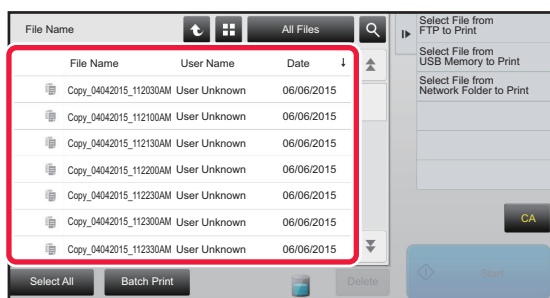 File Name
All Files
File Name User Name Date ↓
Copy_04042015_112030AM User Unknown 06/06/2015
Copy_04042015_112100AM User Unknown 06/06/2015
Copy_04042015_112130AM User Unknown 06/06/2015
Copy_04042015_112200AM User Unknown 06/06/2015
Copy_04042015_112230AM User Unknown 06/06/2015
Copy_04042015_112300AM User Unknown 06/06/2015
Copy_04042015_112330AM User Unknown 06/06/2015
Select All Batch Print Delete
Select File from
FTP to Print
Select File from
USB Memory to Print
Select File from
Network Folder to Print
CA
Start